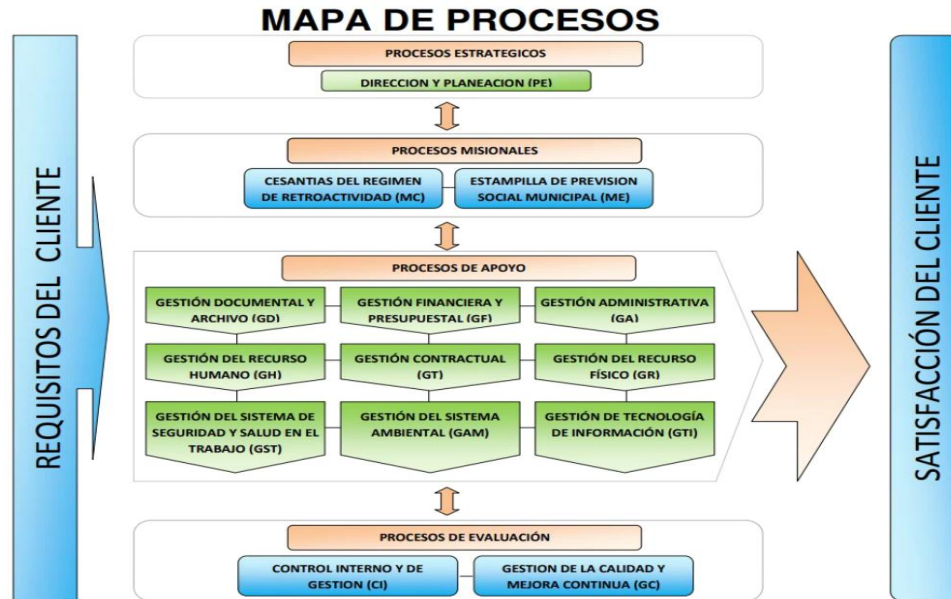 MAPA DE PROCESOS
REQUISITOS DEL CLIENTE
PROCESOS ESTRATEGICOS
DIRECCION Y PLANEACION (PE)
PROCESOS MISIONALES
CESANTIAS DEL REGIMEN
DE RETROACTIVIDAD (MC)
ESTAMPILLA DE PREVISION
SOCIAL MUNICIPAL (ME)
PROCESOS DE APOYO
GESTIÓN DOCUMENTAL Y
ARCHIVO (GD)
GESTIÓN FINANCIERA Y
PRESUPUESTAL (GF)
GESTIÓN ADMINISTRATIVA
(GA)
GESTIÓN DEL RECURSO
HUMANO (GH)
GESTIÓN CONTRACTUAL
(GT)
GESTIÓN DEL RECURSO
FÍSICO (GR)
GESTIÓN DEL SISTEMA DE
SEGURIDAD Y SALUD EN EL
TRABAJO (GST)
GESTIÓN DEL SISTEMA
AMBIENTAL (GAM)
GESTIÓN DE TECNOLOGÍA
DE INFORMACIÓN (GTI)
PROCESOS DE EVALUACIÓN
CONTROL INTERNO Y DE
GESTION (CI)
GESTION DE LA CALIDAD Y
MEJORA CONTINUA (GC)
SATISFACCIÓN DEL CLIENTE